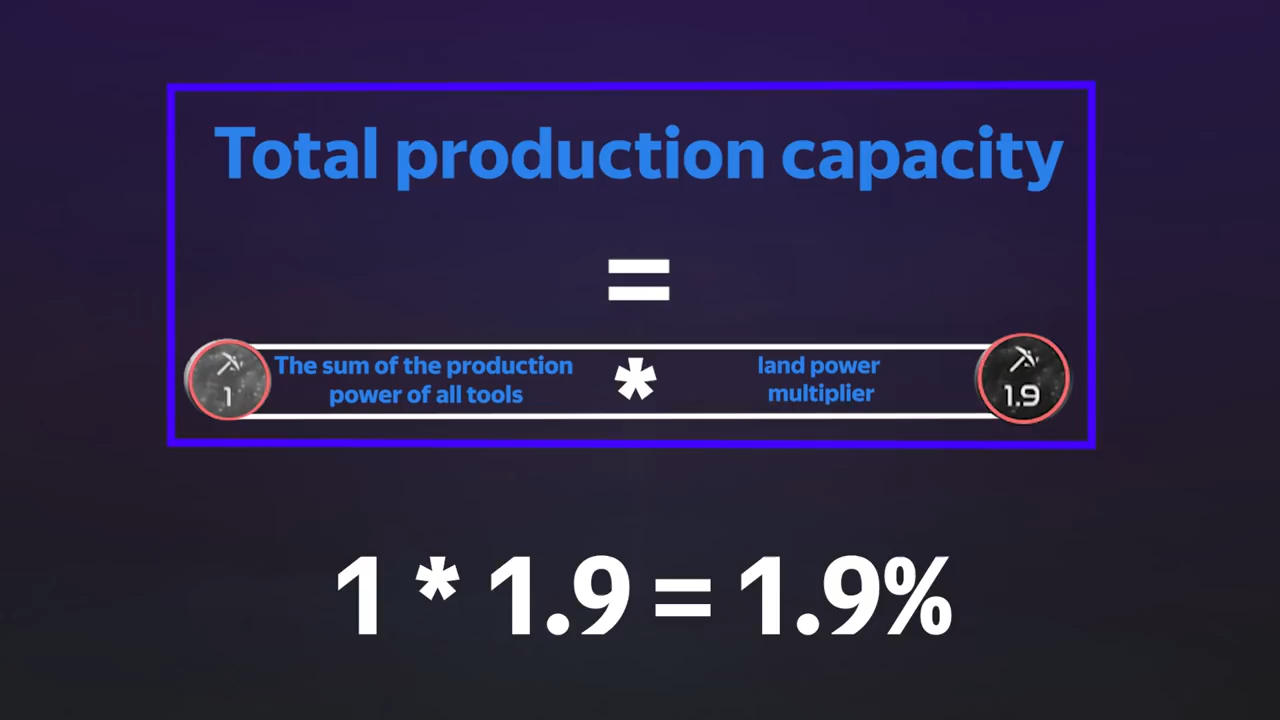 Total production capacity
=
The sum of the production
power of all tools
*
land power
multiplier
1
1.9
1 * 1.9 = 1.9%